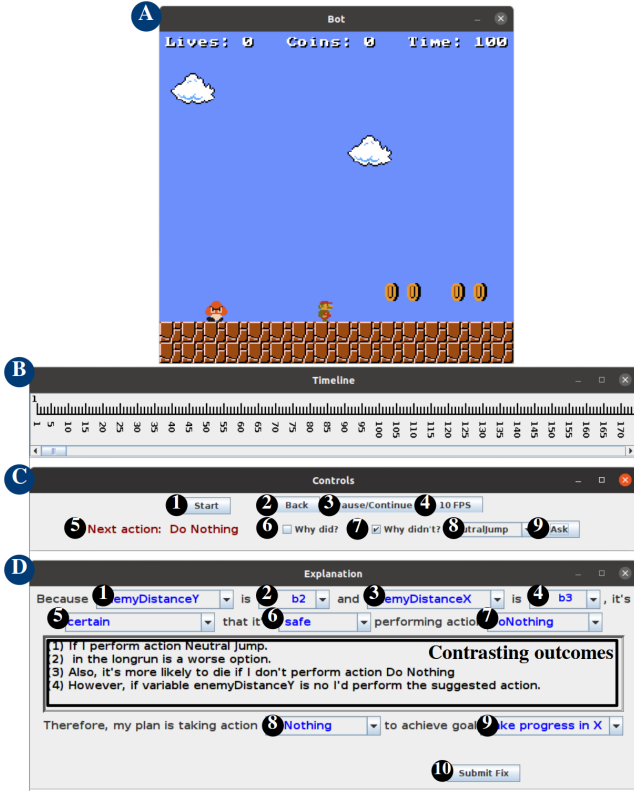 A
Bot
Lives: 0 Coins: 0 Time: 100
B
Timeline
1
1 5 10 15 20 25 30 35 40 45 50 55 60 65 70 75 80 85 90 95 100 105 110 115 120 125 130 135 140 145 150 155 160 165 170
C
Controls
1 Start 2 Back 3 ause/Continue 4 10 FPS
5 Next action: Do Nothing 6 Why did? 7 Why didn't? 8 utralJump 9 Ask
D
Explanation
Because 1 emyDistanceY is 2 b2 and 3 emyDistanceX is 4 b3 , it's
5 certain that it 6 safe performing action 7 oNothing
(1) If I perform action Neutral Jump.
Contrasting outcomes
(2) in the longrun is a worse option.
(3) Also, it's more likely to die if I don't perform action Do Nothing
(4) However, if variable enemyDistanceY is no I'd perform the suggested action.
Therefore, my plan is taking action 8 Nothing to achieve goal 9 ke progress in X
10 Submit Fix